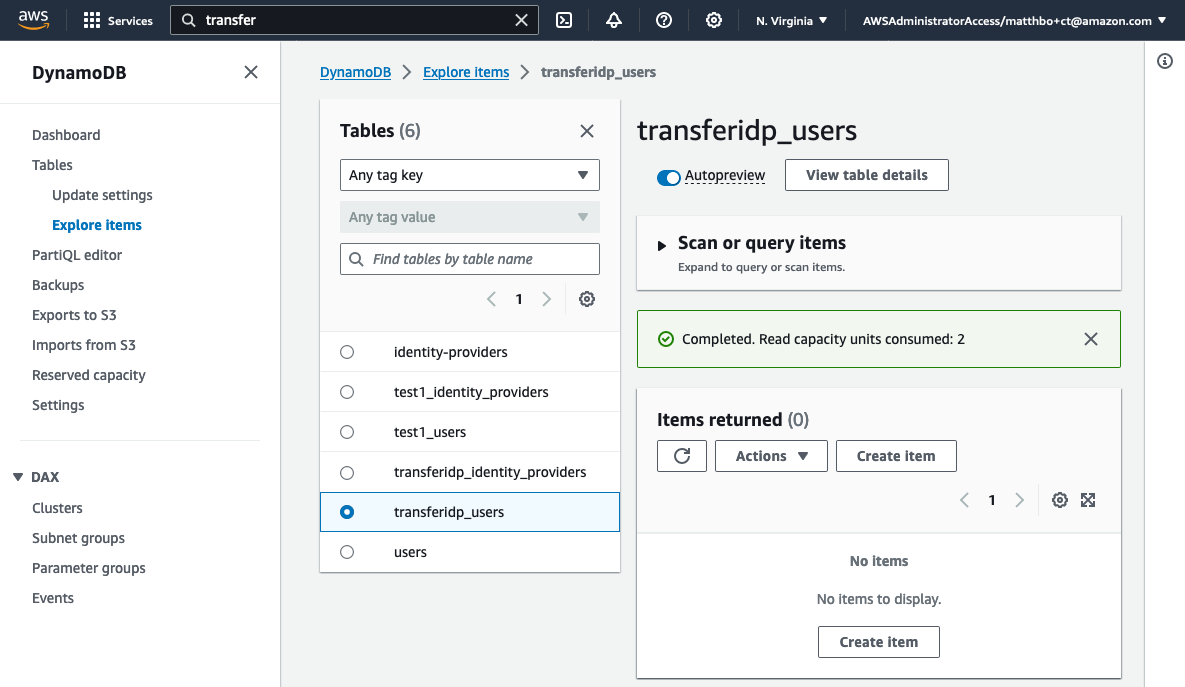 aws
Services
transfer
N. Virginia
AWSAdministratorAccess/matthbo+ct@amazon.com
DynamoDB
Dashboard
Tables
Update settings
Explore items
PartiQL editor
Backups
Exports to S3
Imports from S3
Reserved capacity
Settings
DAX
Clusters
Subnet groups
Parameter groups
Events
DynamoDB
Explore items
transferidp_users
Tables (6)
Any tag key
Any tag value
Find tables by table name
1
identity-providers
test1_identity_providers
test1_users
transferidp_identity_providers
transferidp_users
users
transferidp_users
Autopreview
View table details
Scan or query items
Expand to query or scan items.
Completed. Read capacity units consumed: 2
Items returned (0)
Actions
Create item
1
No items
No items to display.
Create item